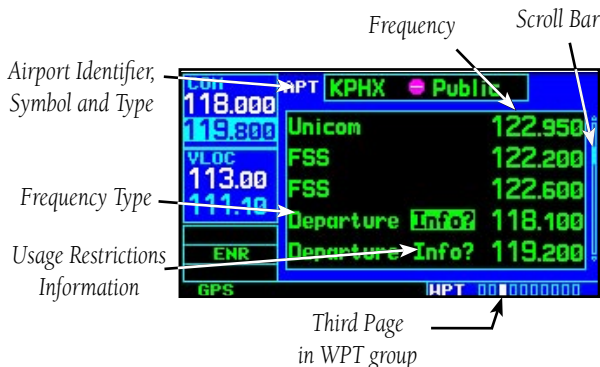 Frequency
Scroll Bar
Airport Identifier,
Symbol and Type
COM
118.000
119.800
APT KPHX Public
Unicom 122.950
FSS 122.200
FSS 122.600
Departure Info? 118.100
Departure Info? 119.200
VLOC
113.00
111.10
Frequency Type
Usage Restrictions
Information
ENR
GPS
WPT
Third Page
in WPT group